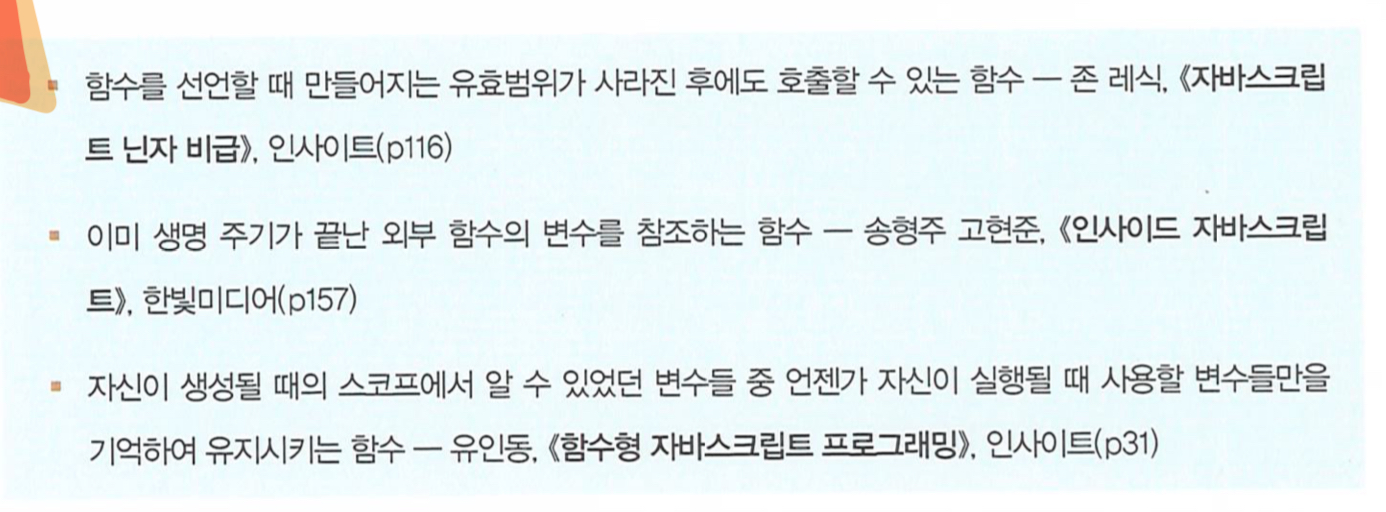 함수를 선언할 때 만들어지는 유효범위가 사라진 후에도 호출할 수 있는 함수 — 존 레식, 《자바스크립
트 닌자 비급》, 인사이트(p116)
이미 생명 주기가 끝난 외부 함수의 변수를 참조하는 함수 — 송형주 고현준, 《인사이드 자바스크립
트》, 한빛미디어(p157)
자신이 생성될 때의 스코프에서 알 수 있었던 변수들 중 언젠가 자신이 실행될 때 사용할 변수들만을
기억하여 유지시키는 함수 — 유인동, 《함수형 자바스크립트 프로그래밍》, 인사이트(p31)